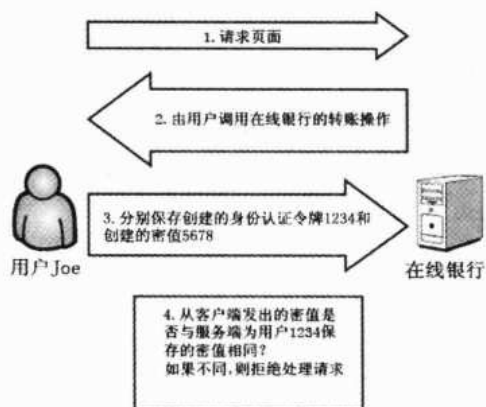 1. 请求页面
2. 由用户调用在线银行的转账操作
3. 分别保存创建的身份认证令牌1234和
创建的密值5678
用户Joe
在线银行
4. 从客户端发出的密值是
否与服务端为用户1234保
存的密值相同?
如果不同,则拒绝处理请求